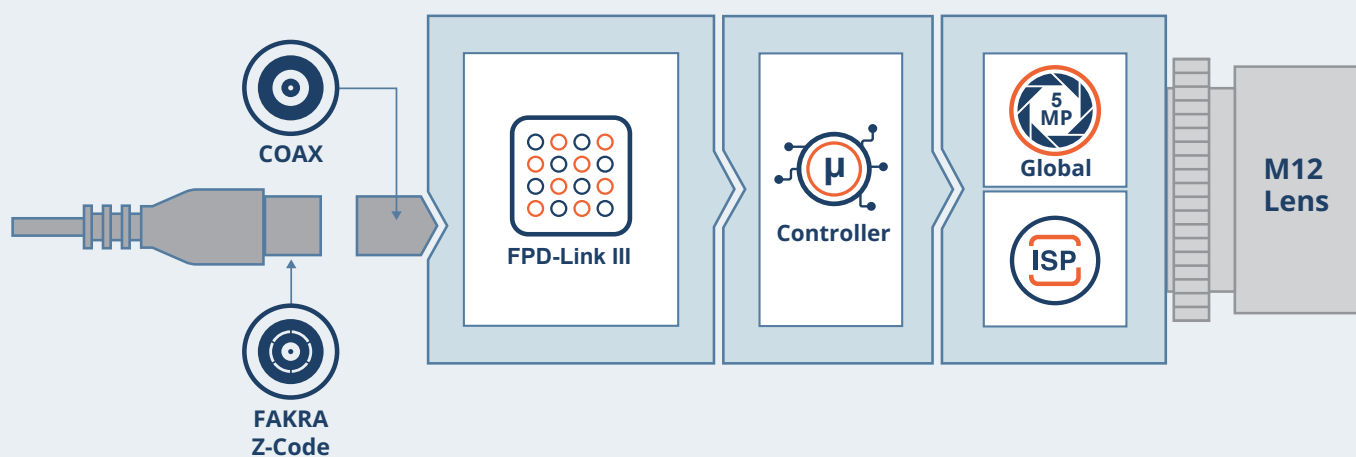 COAX
FAKRA
Z-Code
FPD-Link III
µ
Controller
5
MP
Global
ISP
M12
Lens